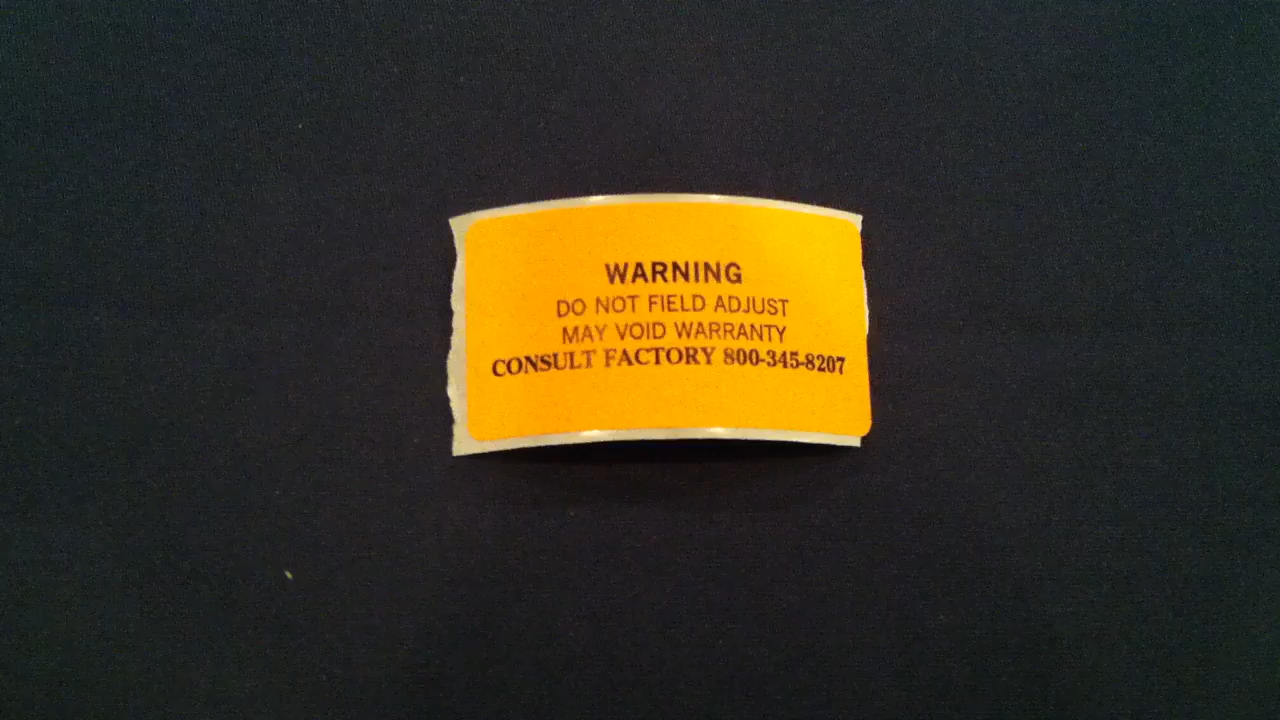 WARNING
DO NOT FIELD ADJUST
MAY VOID WARRANTY
CONSULT FACTORY 800-345-8207